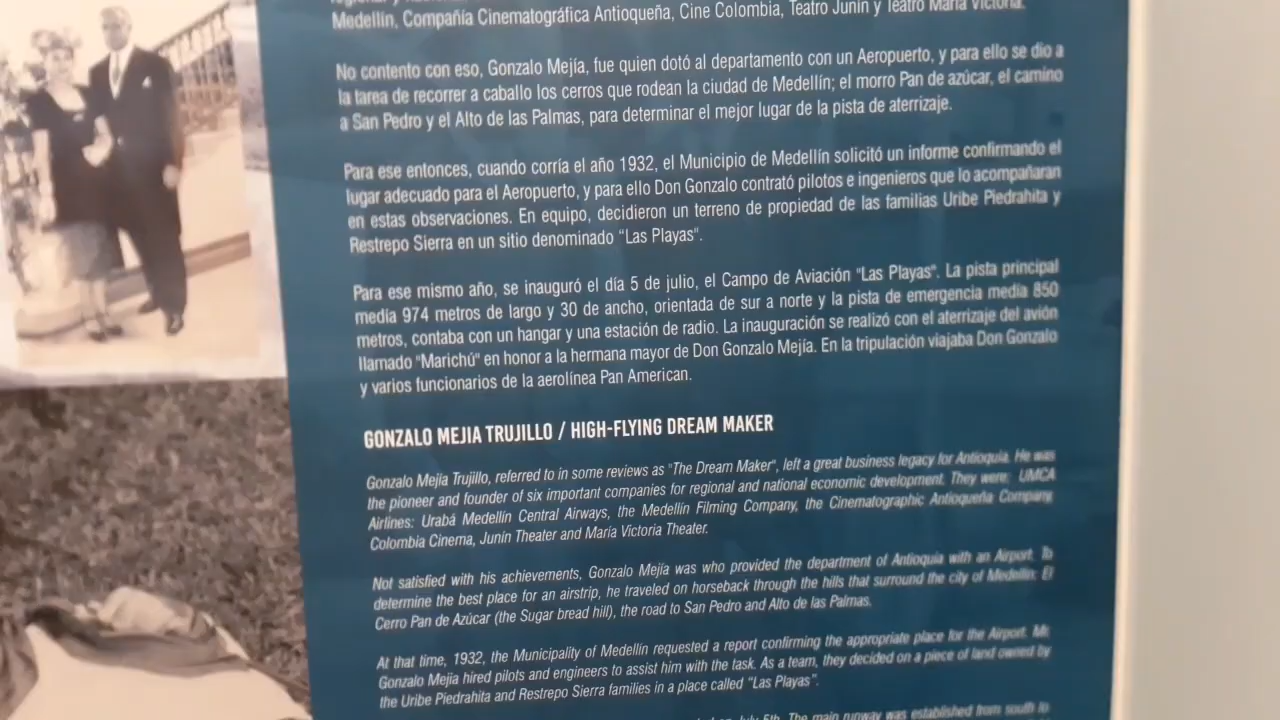 Medellín, Compañía Cinematográfica Antioqueña, Cine Colombia, Teatro Junín y Teatro María Victoria.
No contento con eso, Gonzalo Mejía, fue quien dotó al departamento con un Aeropuerto, y para ello se dio a
la tarea de recorrer a caballo los cerros que rodean la ciudad de Medellín; el morro Pan de azúcar, el camino
a San Pedro y el Alto de las Palmas, para determinar el mejor lugar de la pista de aterrizaje.
Para ese entonces, cuando corría el año 1932, el Municipio de Medellín solicitó un informe confirmando el
lugar adecuado para el Aeropuerto, y para ello Don Gonzalo contrató pilotos e ingenieros que lo acompañaran
en estas observaciones. En equipo, decidieron un terreno de propiedad de las familias Uribe Piedrahita y
Restrepo Sierra en un sitio denominado "Las Playas".
Para ese mismo año, se inauguró el día 5 de julio, el Campo de Aviación "Las Playas". La pista principal
media 974 metros de largo y 30 de ancho, orientada de sur a norte y la pista de emergencia media 850
metros, contaba con un hangar y una estación de radio. La inauguración se realizó con el aterrizaje del avión
llamado "Marichú" en honor a la hermana mayor de Don Gonzalo Mejía. En la tripulación viajaba Don Gonzalo
y varios funcionarios de la aerolínea Pan American.
GONZALO MEJIA TRUJILLO / HIGH-FLYING DREAM MAKER
Gonzalo Mejia Trujillo, referred to in some reviews as "The Dream Maker", left a great business legacy for Antioquia. He was
the pioneer and founder of six important companies for regional and national economic development. They were: UMCA
Airlines: Urabá Medellín Central Airways, the Medellín Filming Company, the Cinematographic Antioqueña Company,
Colombia Cinema, Junín Theater and María Victoria Theater.
Not satisfied with his achievements, Gonzalo Mejía was who provided the department of Antioquia with an Airport. To
determine the best place for an airstrip, he traveled on horseback through the hills that surround the city of Medellin: El
Cerro Pan de Azúcar (the Sugar bread hill), the road to San Pedro and Alto de las Palmas.
At that time, 1932, the Municipality of Medellín requested a report confirming the appropriate place for the Airport. Mr.
Gonzalo Mejia hired pilots and engineers to assist him with the task. As a team, they decided on a piece of land owned by
the Uribe Piedrahita and Restrepo Sierra families in a place called "Las Playas".
on July 5th. The main runway was established from south to